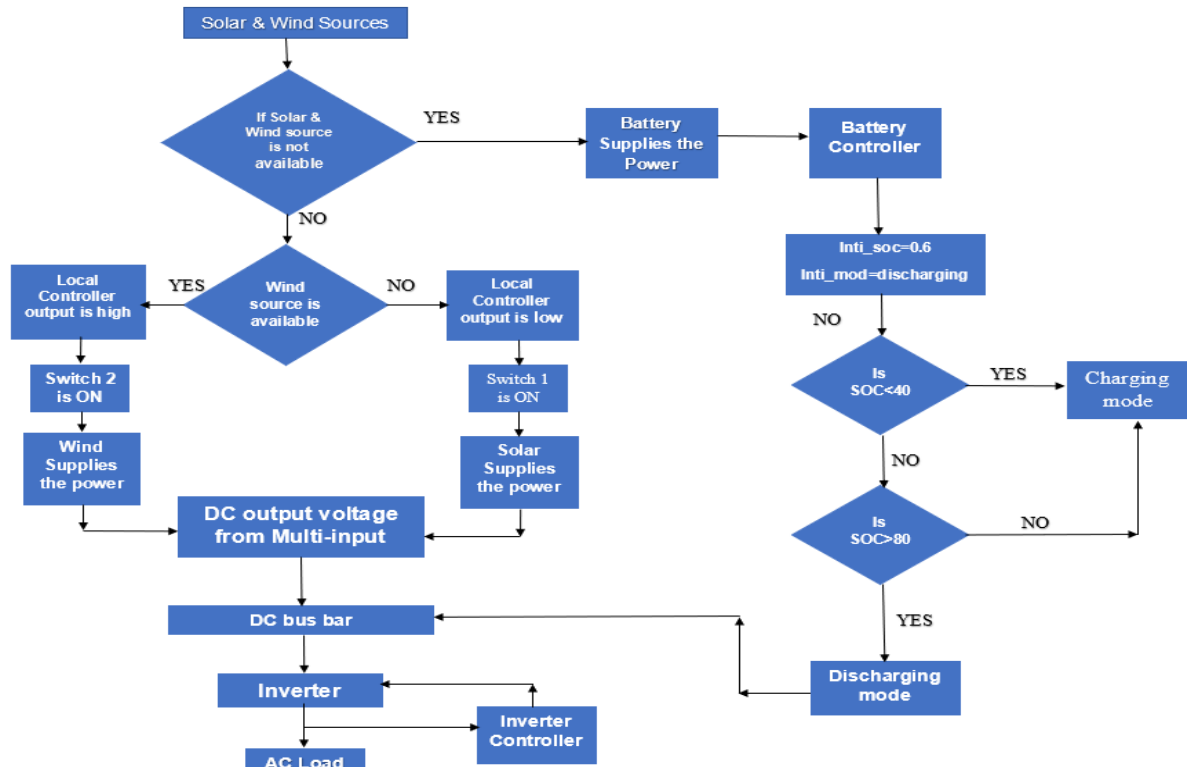 Solar & Wind Sources
If Solar &
Wind source
is not
available
YES
Battery
Supplies the
Power
Battery
Controller
NO
Inti_soc=0.6
Inti_mod=discharging
Local
Controller
output is high
YES
Wind
source is
available
NO
Local
Controller
output is low
NO
Switch 2
is ON
Switch 1
is ON
Is
SOC<40
YES
Charging
mode
Wind
Supplies
the power
Solar
Supplies
the power
NO
DC output voltage
from Multi-input
Is
SOC>80
NO
DC bus bar
YES
Inverter
Discharging
mode
Inverter
Controller
AC Load